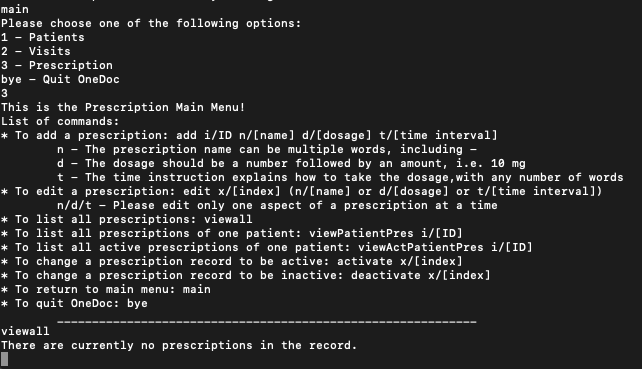 main
Please choose one of the following options:
1 - Patients
2 - Visits
3 - Prescription
bye - Quit OneDoc
3
This is the Prescription Main Menu!
List of commands:
* To add a prescription: add i/ID n/[name] d/[dosage] t/[time interval]
n - The prescription name can be multiple words, including -
d - The dosage should be a number followed by an amount, i.e. 10 mg
t - The time instruction explains how to take the dosage,with any number of words
* To edit a prescription: edit x/[index] (n/[name] or d/[dosage] or t/[time interval])
n/d/t - Please edit only one aspect of a prescription at a time
* To list all prescriptions: viewall
* To list all prescriptions of one patient: viewPatientPres i/[ID]
* To list all active prescriptions of one patient: viewActPatientPres i/[ID]
* To change a prescription record to be active: activate x/[index]
* To change a prescription record to be inactive: deactivate x/[index]
* To return to main menu: main
* To quit OneDoc: bye
____________________________________________________________
viewall
There are currently no prescriptions in the record.